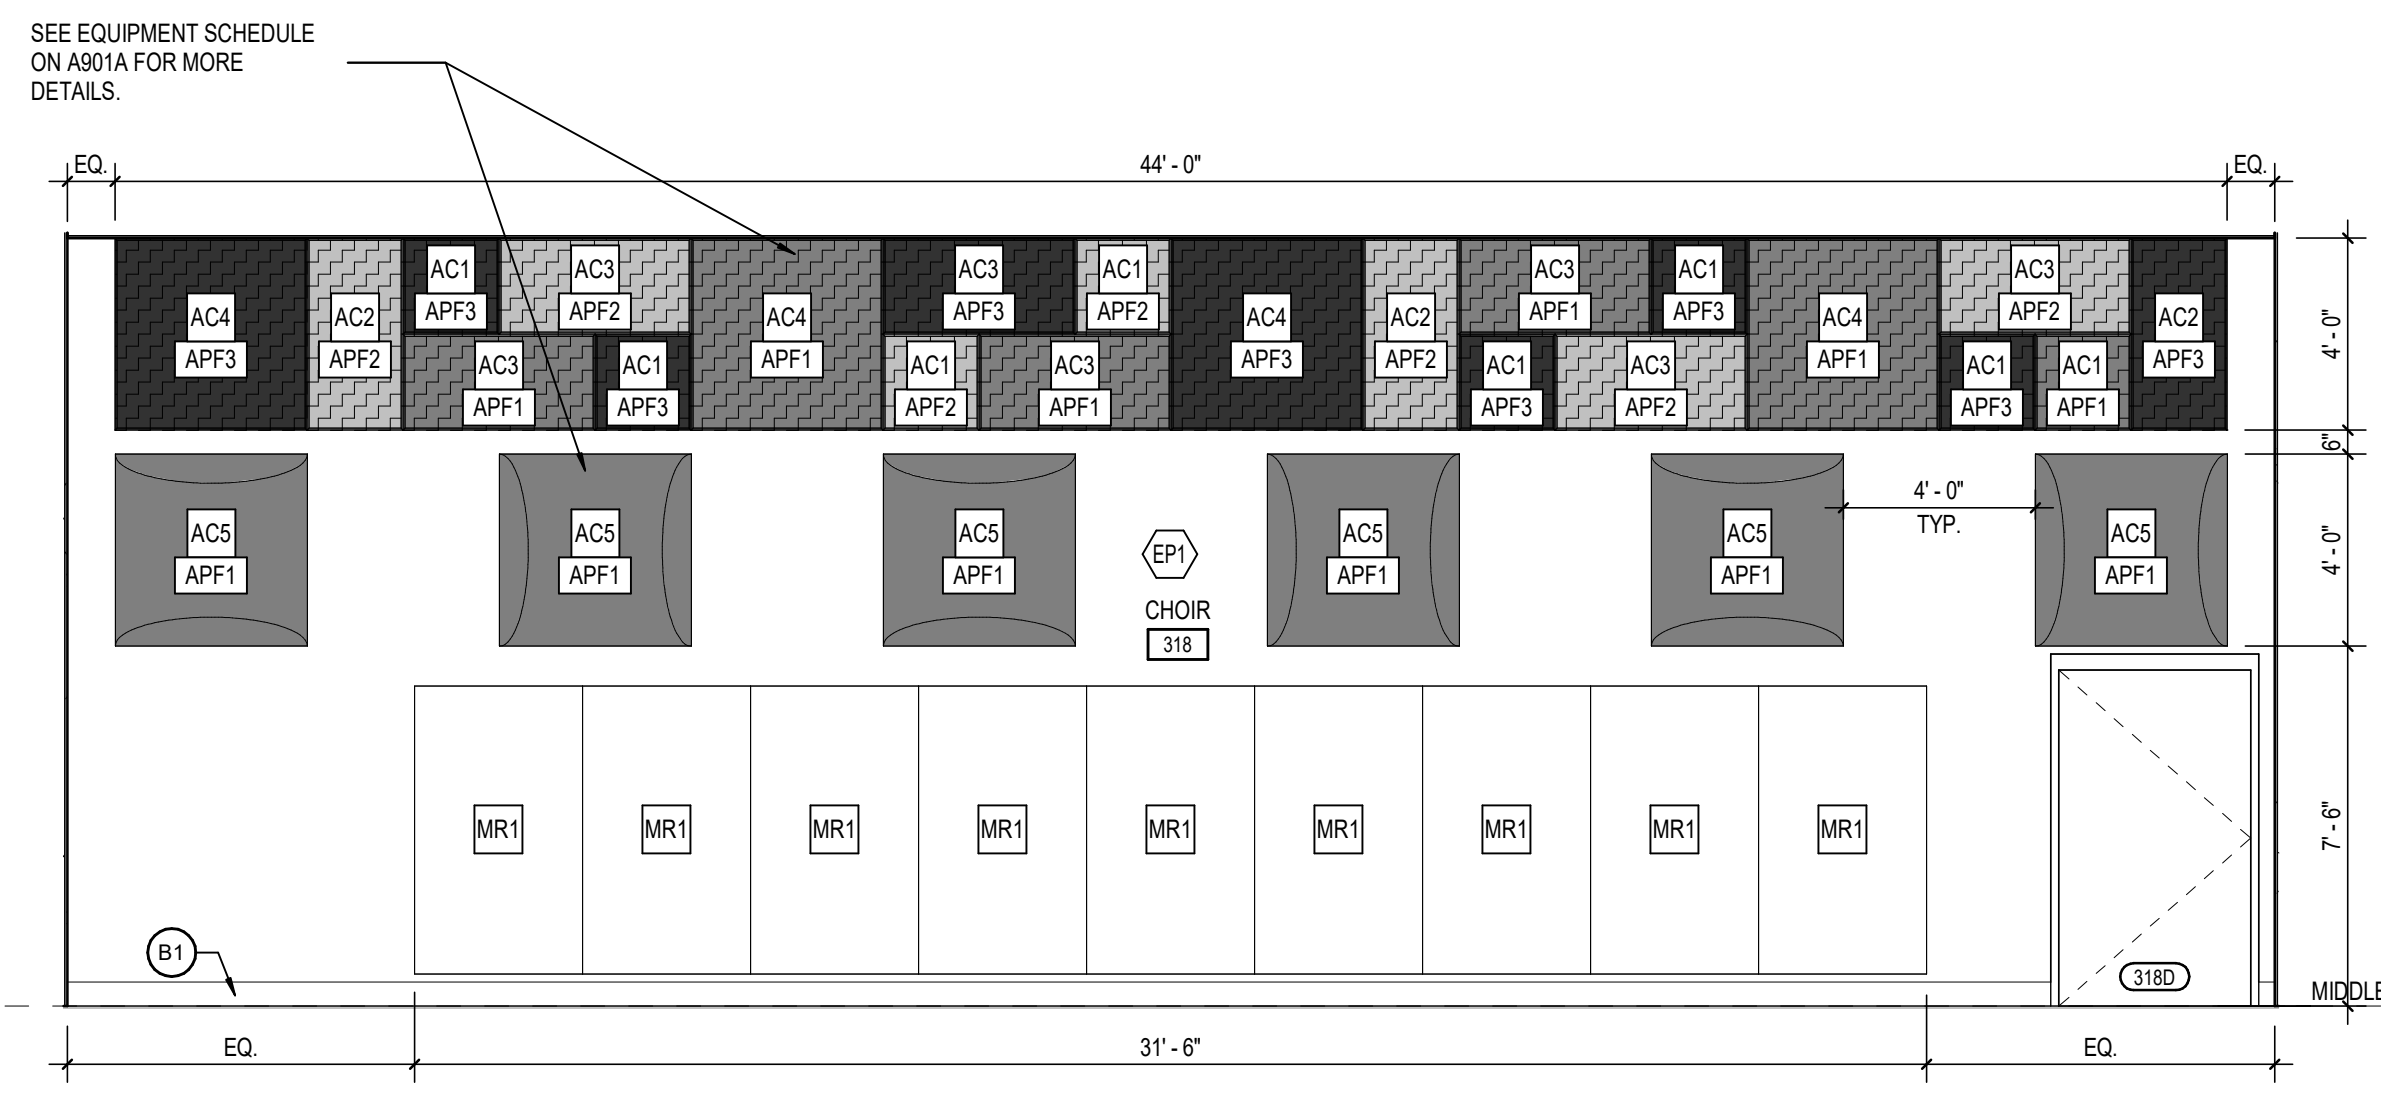 SEE EQUIPMENT SCHEDULE
ON A901A FOR MORE
DETAILS.
EQ.
44' - 0"
EQ.
AC4
APF3
AC2
APF2
AC1
APF3
AC3
APF2
AC3
APF1
AC1
APF3
AC4
APF1
AC3
APF3
AC1
APF2
AC1
APF2
AC3
APF1
AC4
APF3
AC2
APF2
AC3
APF1
AC1
APF3
AC1
APF3
AC3
APF2
AC4
APF1
AC3
APF2
AC1
APF3
AC1
APF1
AC2
APF3
4' - 0"
6"
AC5
APF1
AC5
APF1
AC5
APF1
AC5
APF1
AC5
APF1
AC5
APF1
4' - 0"
TYP.
4' - 0"
EP1
CHOIR
318
MR1
MR1
MR1
MR1
MR1
MR1
MR1
MR1
MR1
7' - 6"
B1
318D
MIDDLE
EQ.
31' - 6"
EQ.